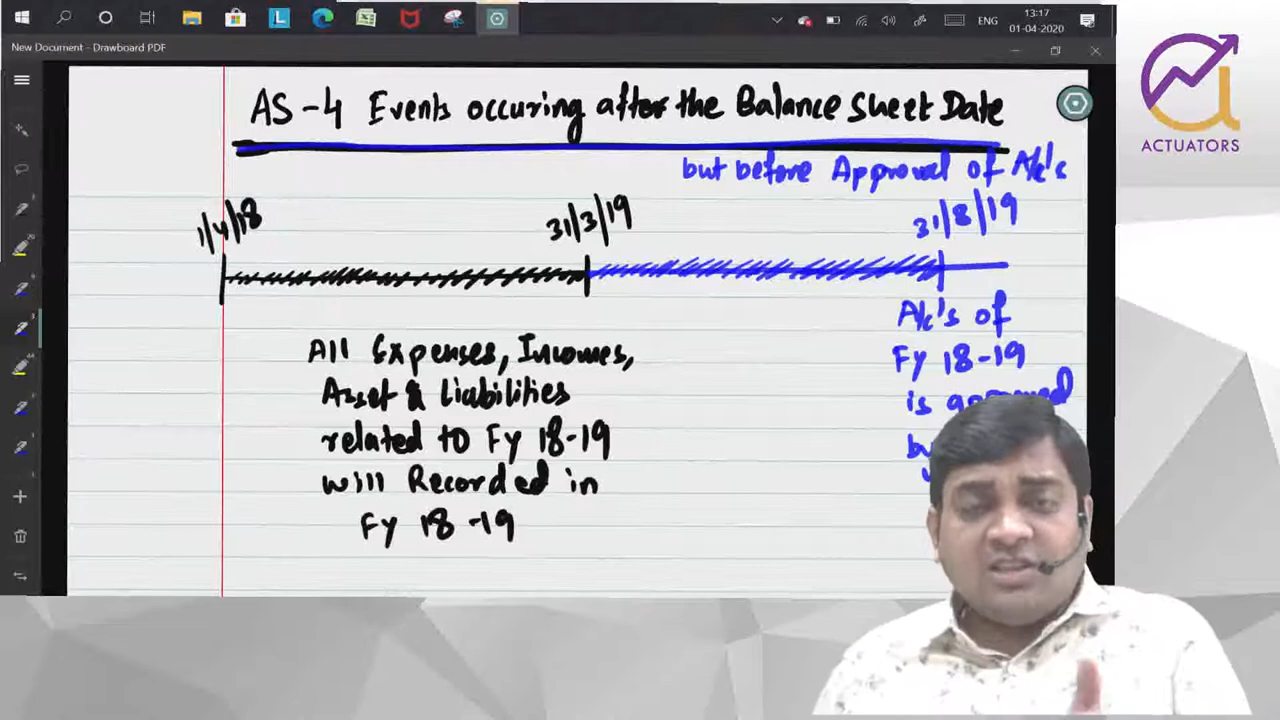 13:17
ENG
01-04-2020
New Document - Drawboard PDF
ACTUATORS
AS-4 Events occuring after the Balance Sheet Date
but before Approval of A/c's
1/4/18
31/3/19
31/8/19
All Expenses, Incomes,
Asset & Liabilities
related to Fy 18-19
will Recorded in
Fy 18-19
A/c's of
Fy 18-19
is approved
by